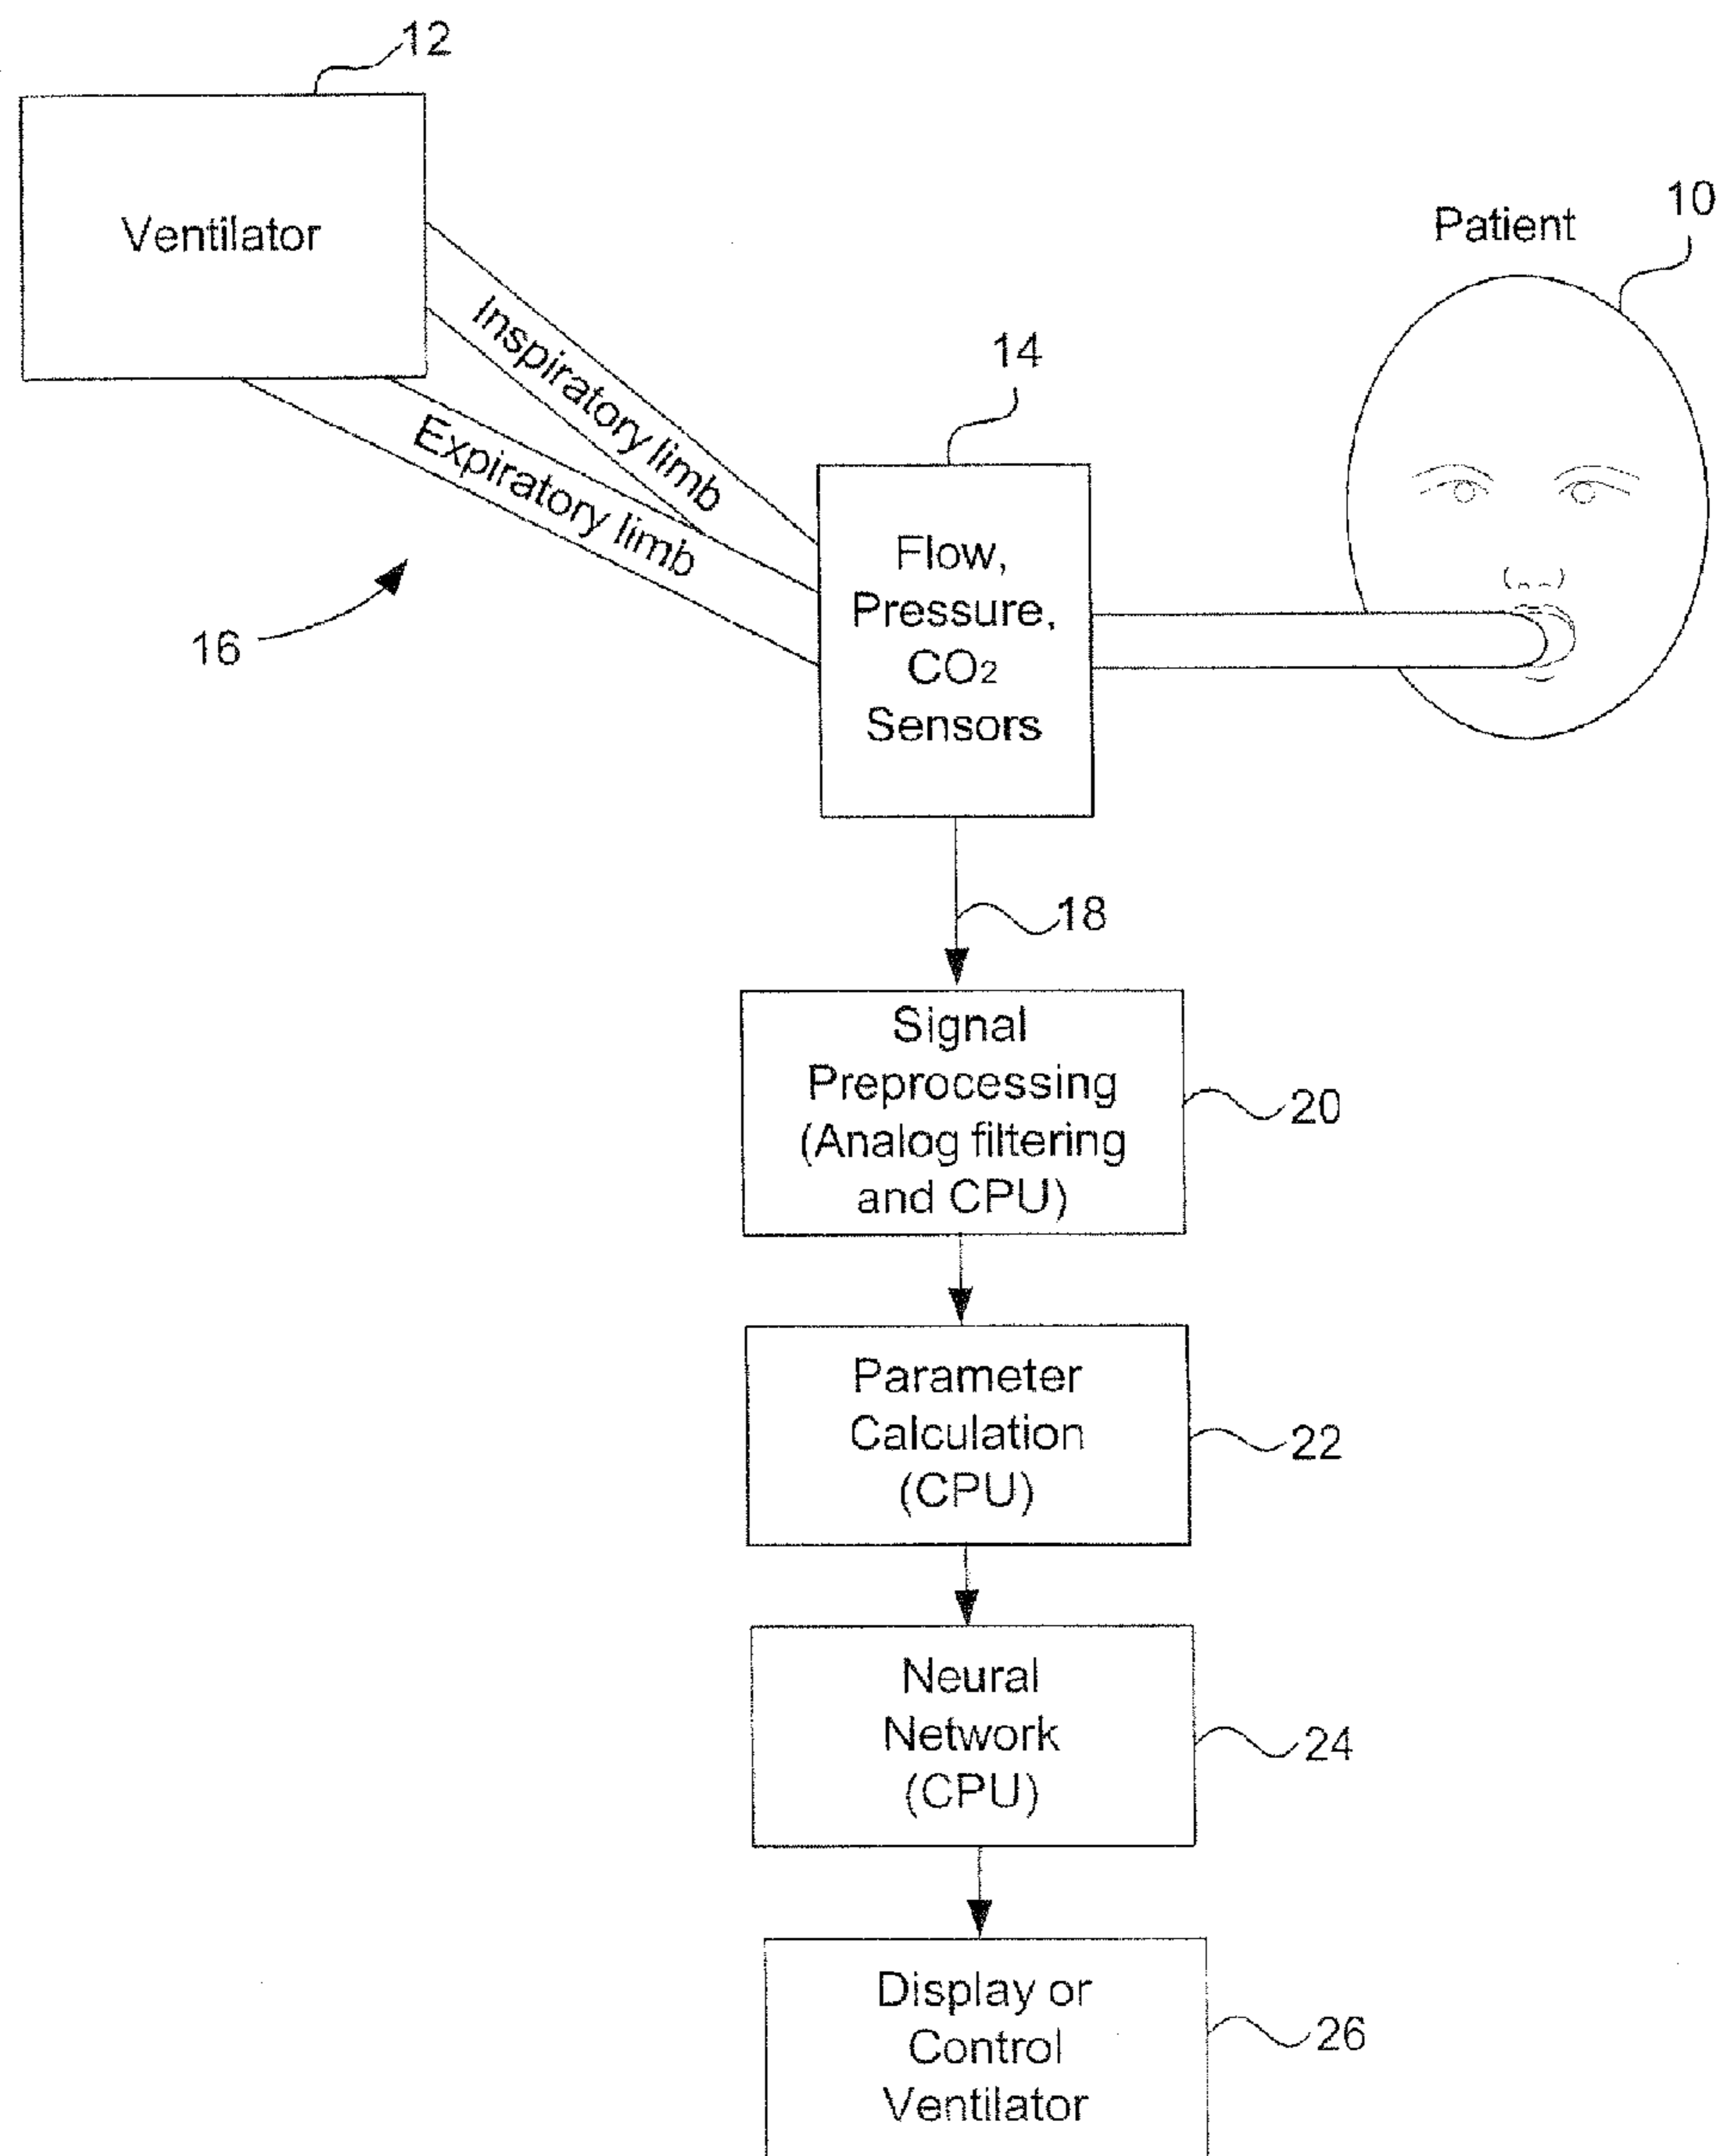 12
Ventilator
10
Patient
Inspiratory limb
Expiratory limb
14
16
Flow,
Pressure,
CO₂
Sensors
18
Signal
Preprocessing
(Analog filtering
and CPU)
20
Parameter
Calculation
(CPU)
22
Neural
Network
(CPU)
24
Display or
Control
Ventilator
26